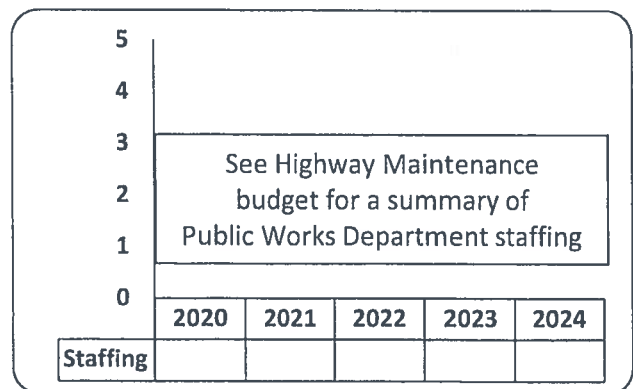 5
4
3
2
1
0
See Highway Maintenance
budget for a summary of
Public Works Department staffing
2020 2021 2022 2023 2024
Staffing